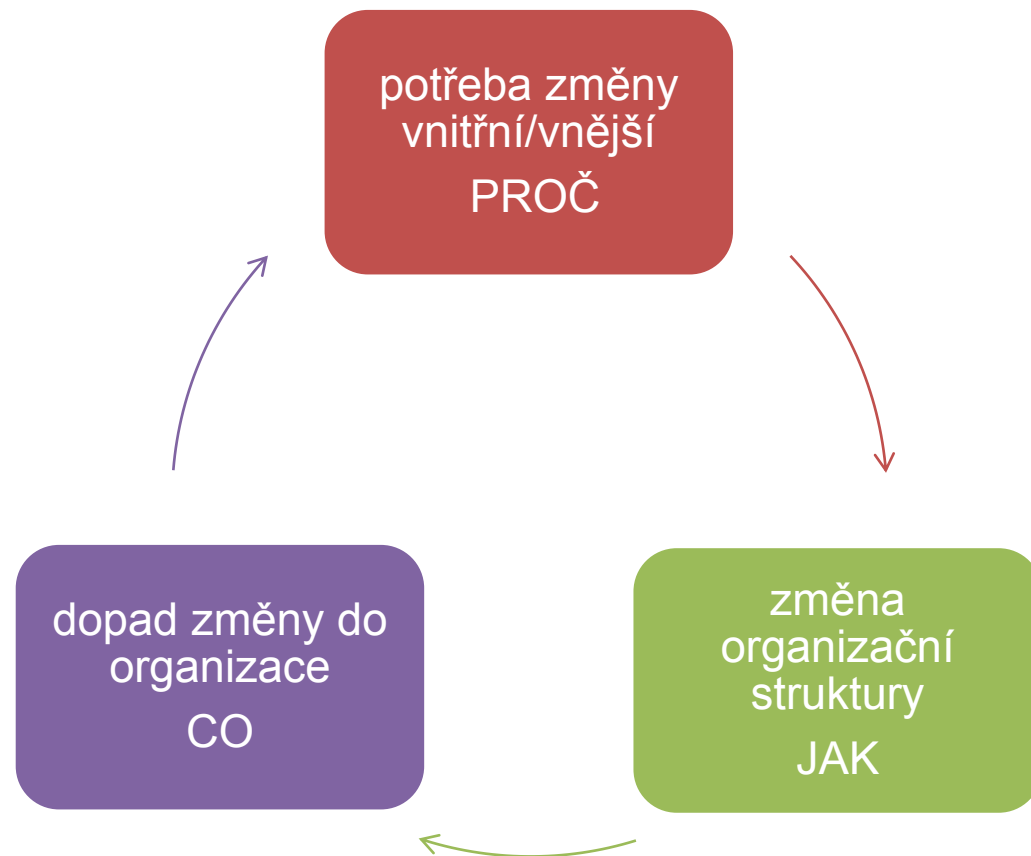 potřeba změny
vnitřní/vnější
PROČ
změna
organizační
struktury
JAK
dopad změny do
organizace
CO